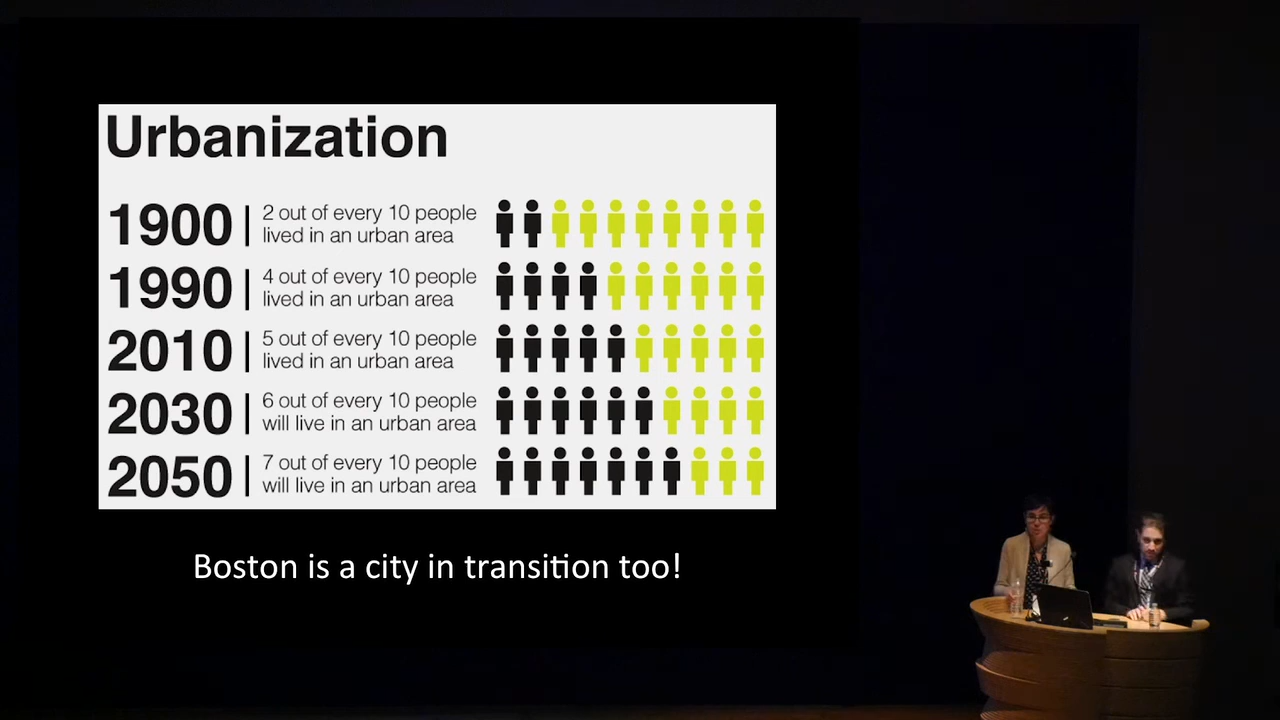 Urbanization
1900
2 out of every 10 people
lived in an urban area
1990
4 out of every 10 people
lived in an urban area
2010
5 out of every 10 people
lived in an urban area
2030
6 out of every 10 people
will live in an urban area
2050
7 out of every 10 people
will live in an urban area
Boston is a city in transition too!